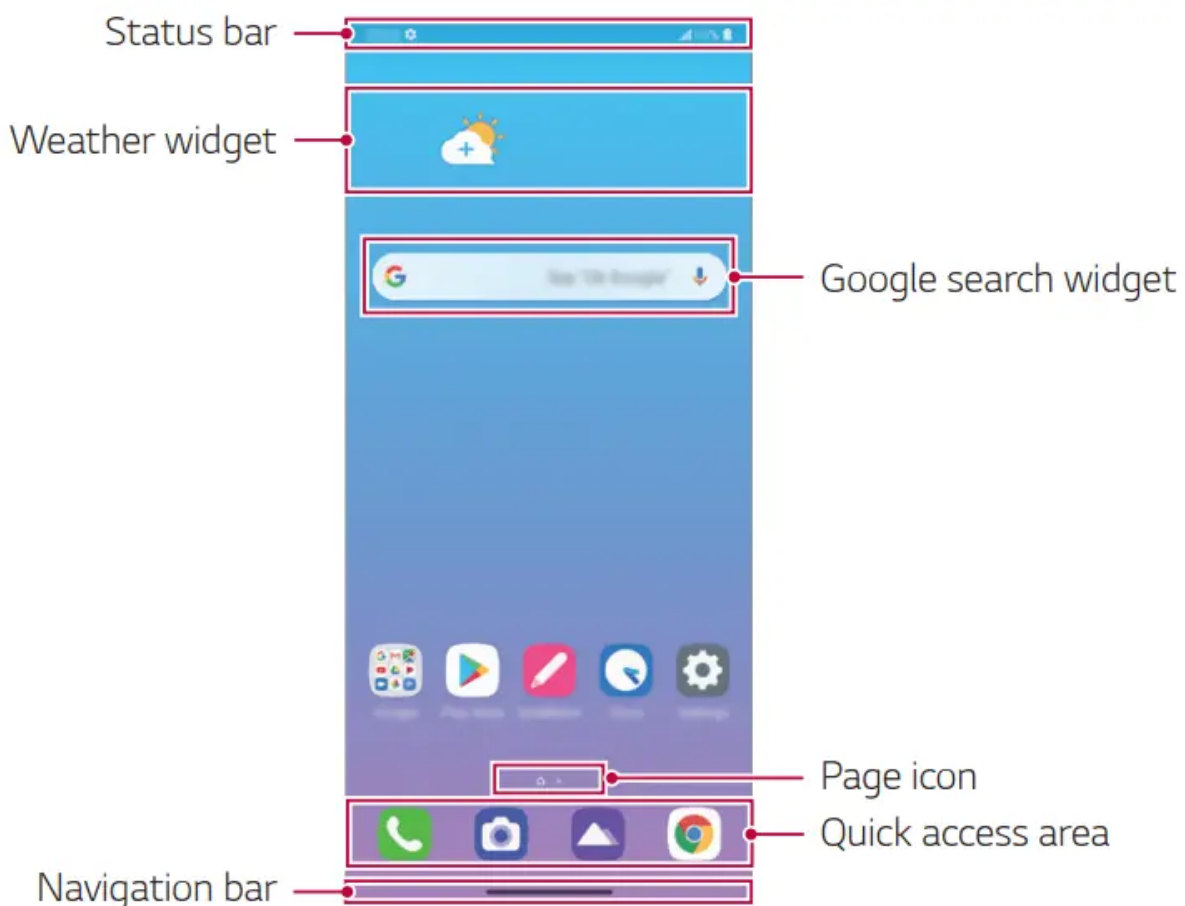 Status bar
Weather widget
Google search widget
Page icon
Quick access area
Navigation bar